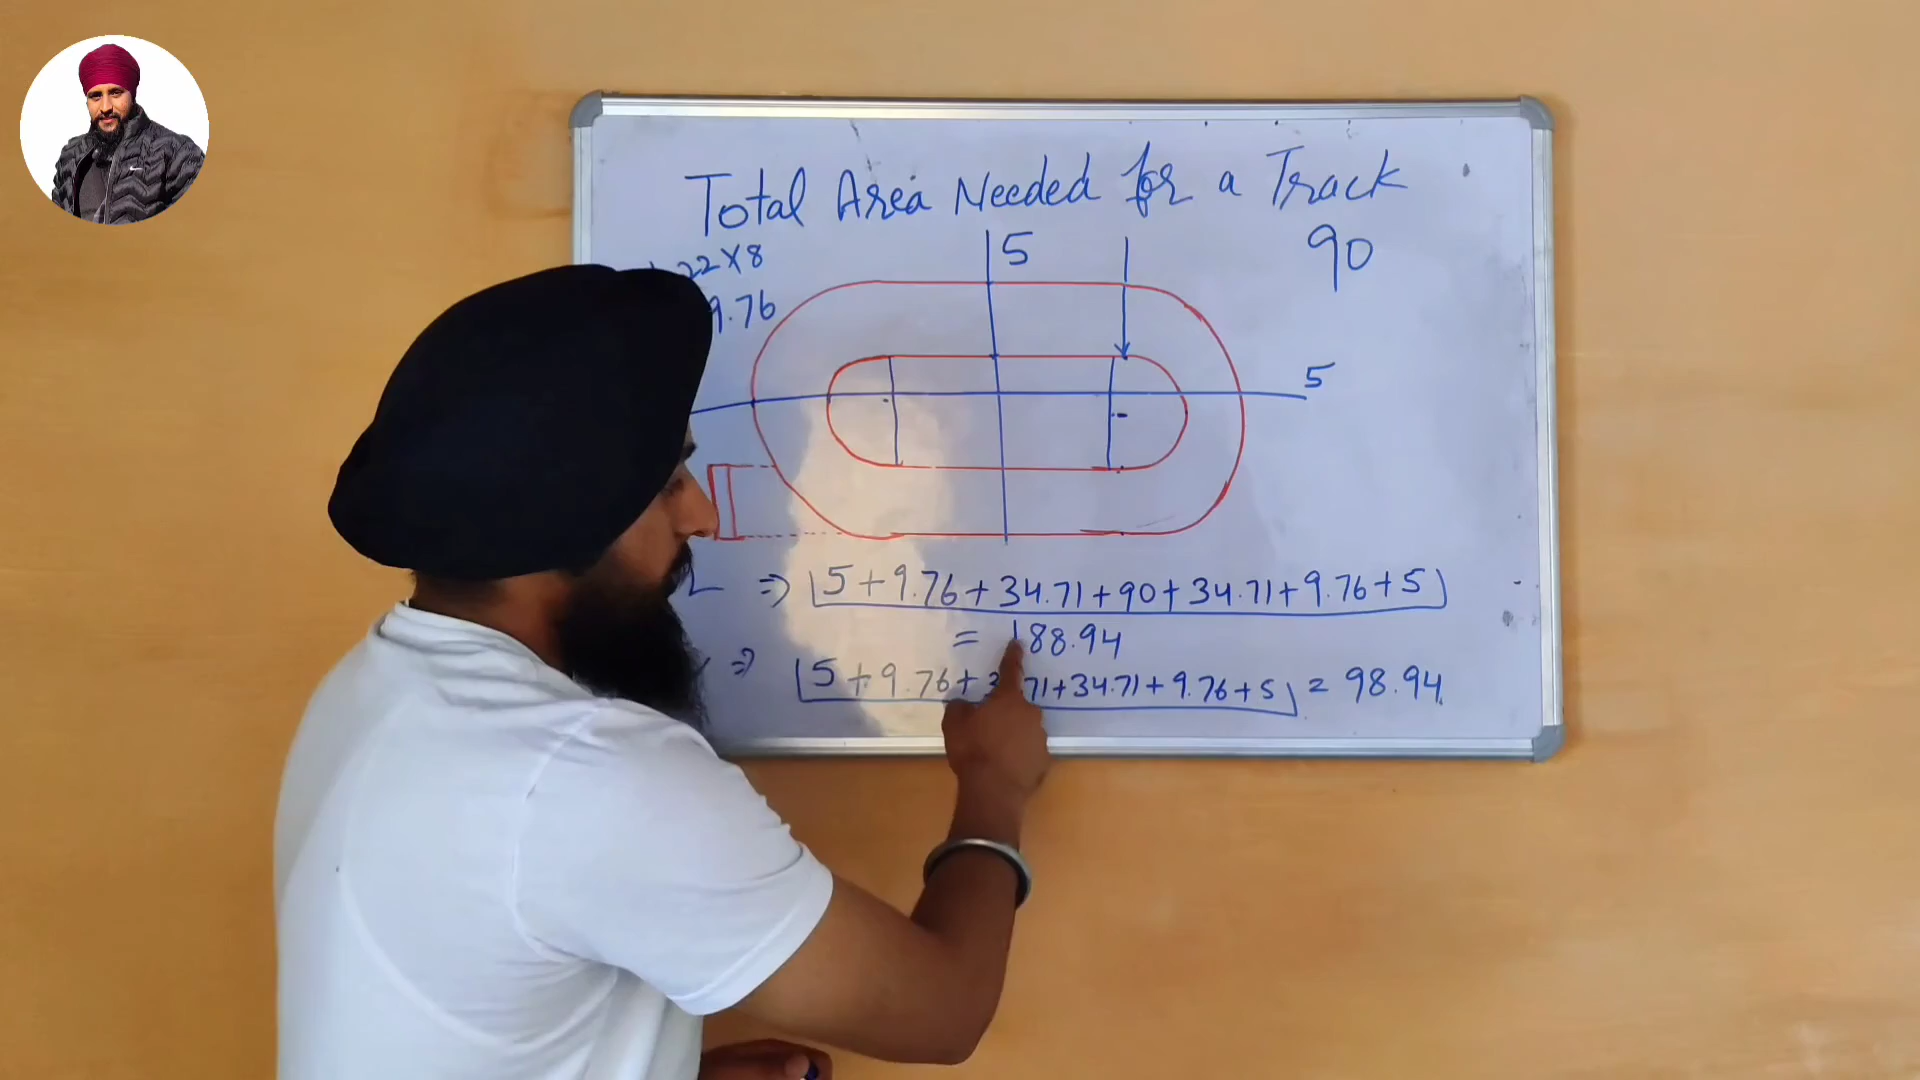 Total Area Needed for a Track
5
90
22X8
9.76
5
L ⇒ 5+9.76+34.71+90+34.71+9.76+5
= 188.94
⇒ 5+9.76+3 71+34.71+9.76+5 = 98.94